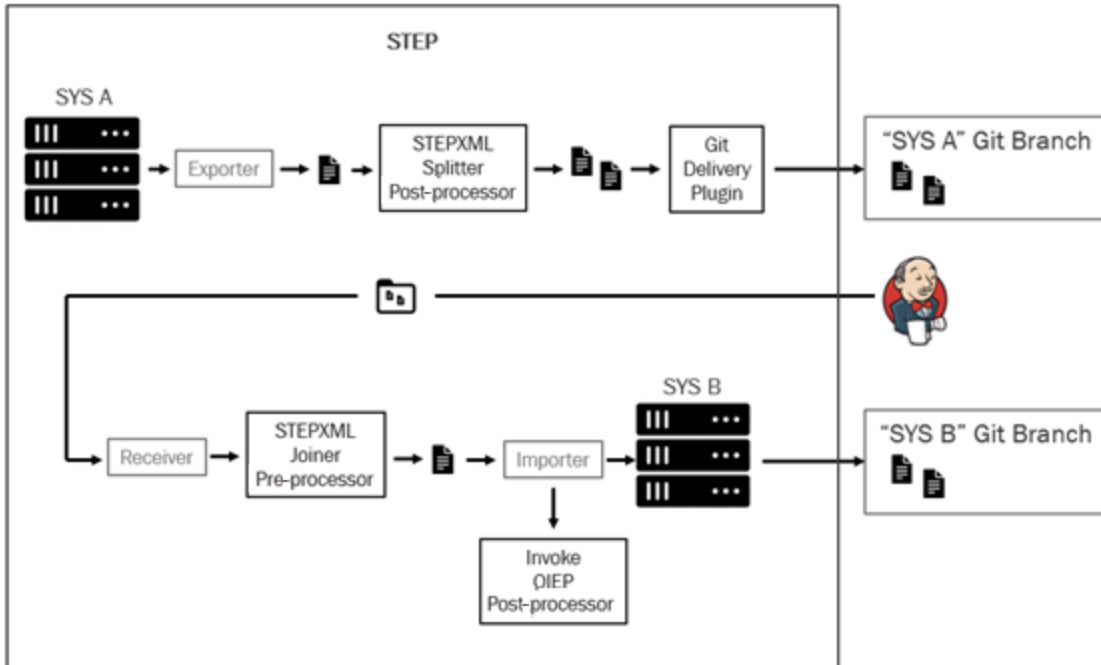 STEP
SYS A
Exporter
STEPXML
Splitter
Post-processor
Git
Delivery
Plugin
"SYS A" Git Branch
Receiver
STEPXML
Joiner
Pre-processor
Importer
SYS B
"SYS B" Git Branch
Invoke
OIEP
Post-processor